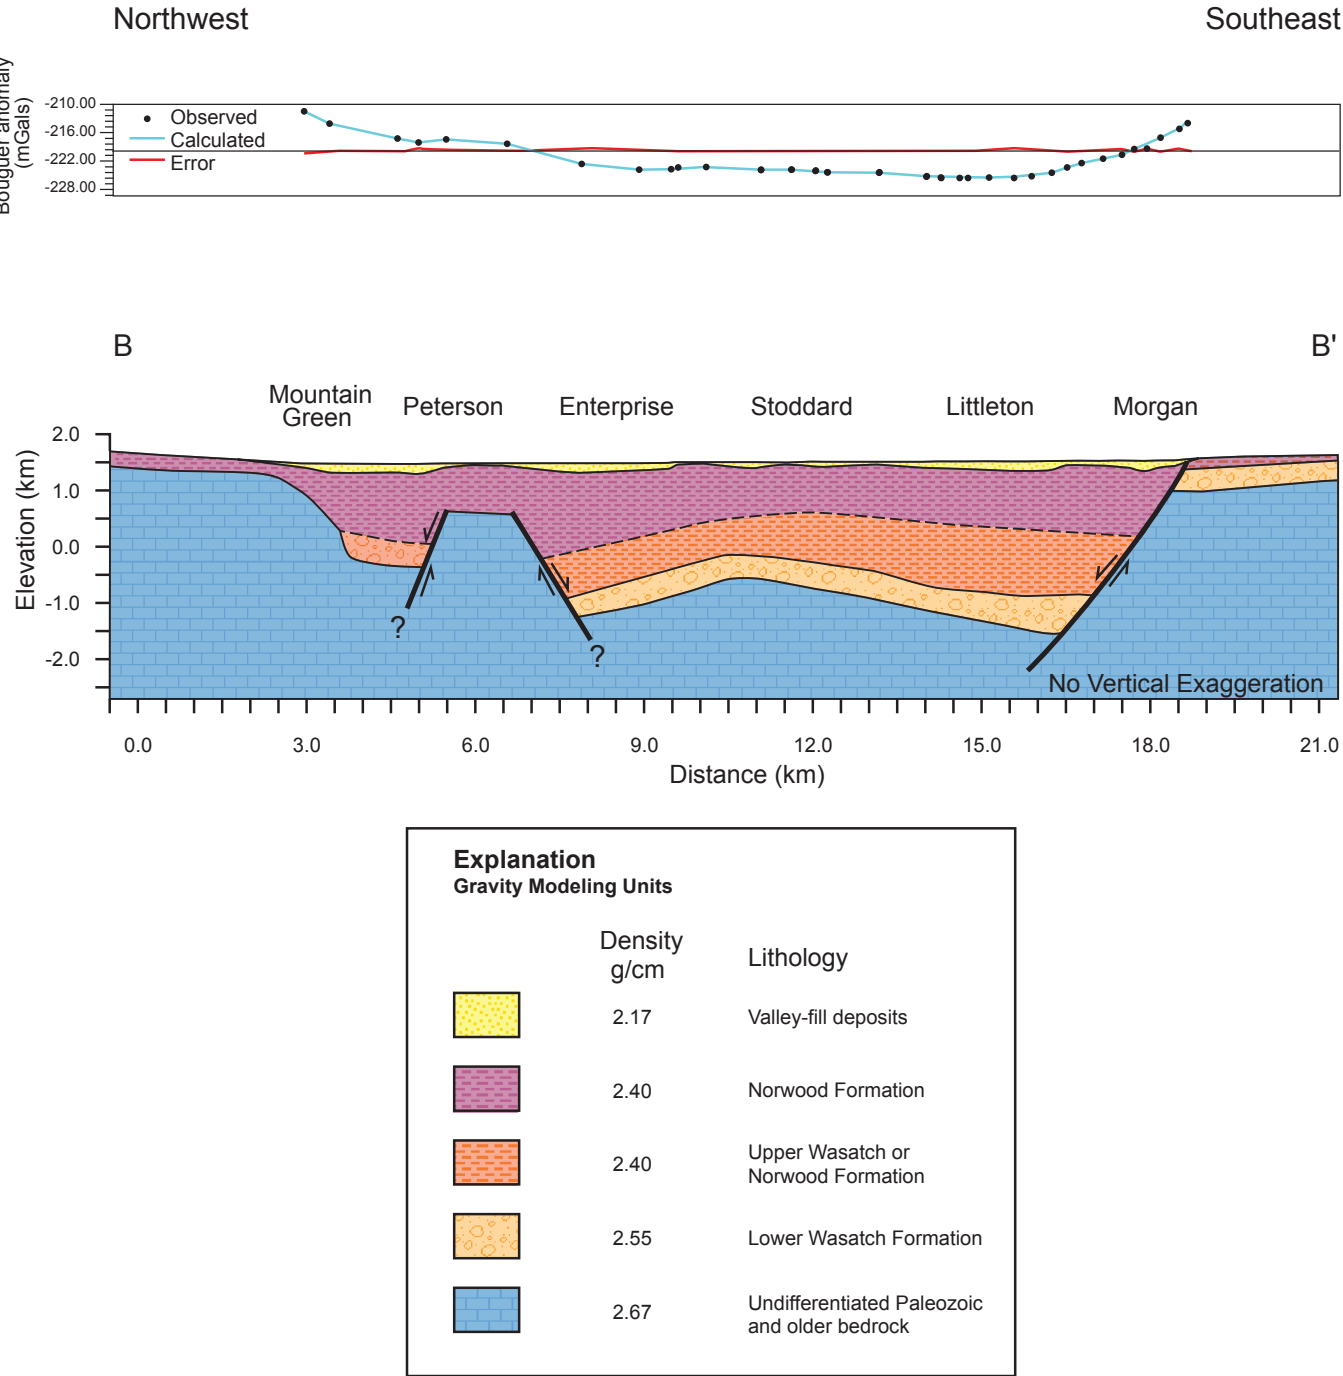 Northwest
Southeast
Bouguer anomaly
(mGals)
-210.00
-216.00
-222.00
-228.00
Observed
Calculated
Error
B
B'
Mountain
Green
Peterson
Enterprise
Stoddard
Littleton
Morgan
Elevation (km)
2.0
1.0
0.0
-1.0
-2.0
?
?
No Vertical Exaggeration
0.0
3.0
6.0
9.0
12.0
15.0
18.0
21.0
Distance (km)
Explanation
Gravity Modeling Units
Density
g/cm
Lithology
2.17
Valley-fill deposits
2.40
Norwood Formation
2.40
Upper Wasatch or
Norwood Formation
2.55
Lower Wasatch Formation
2.67
Undifferentiated Paleozoic
and older bedrock